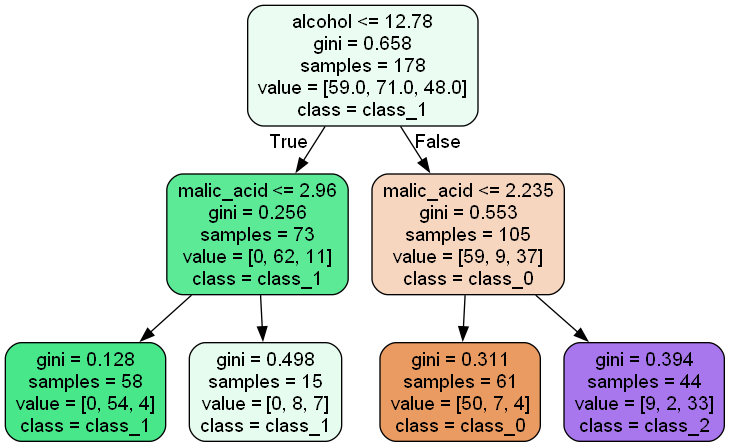 alcohol <= 12.78
gini = 0.658
samples = 178
value = [59.0, 71.0, 48.0]
class = class_1
True
False
malic_acid <= 2.96
gini = 0.256
samples = 73
value = [0, 62, 11]
class = class_1
malic_acid <= 2.235
gini = 0.553
samples = 105
value = [59, 9, 37]
class = class_0
gini = 0.128
samples = 58
value = [0, 54, 4]
class = class_1
gini = 0.498
samples = 15
value = [0, 8, 7]
class = class_1
gini = 0.311
samples = 61
value = [50, 7, 4]
class = class_0
gini = 0.394
samples = 44
value = [9, 2, 33]
class = class_2